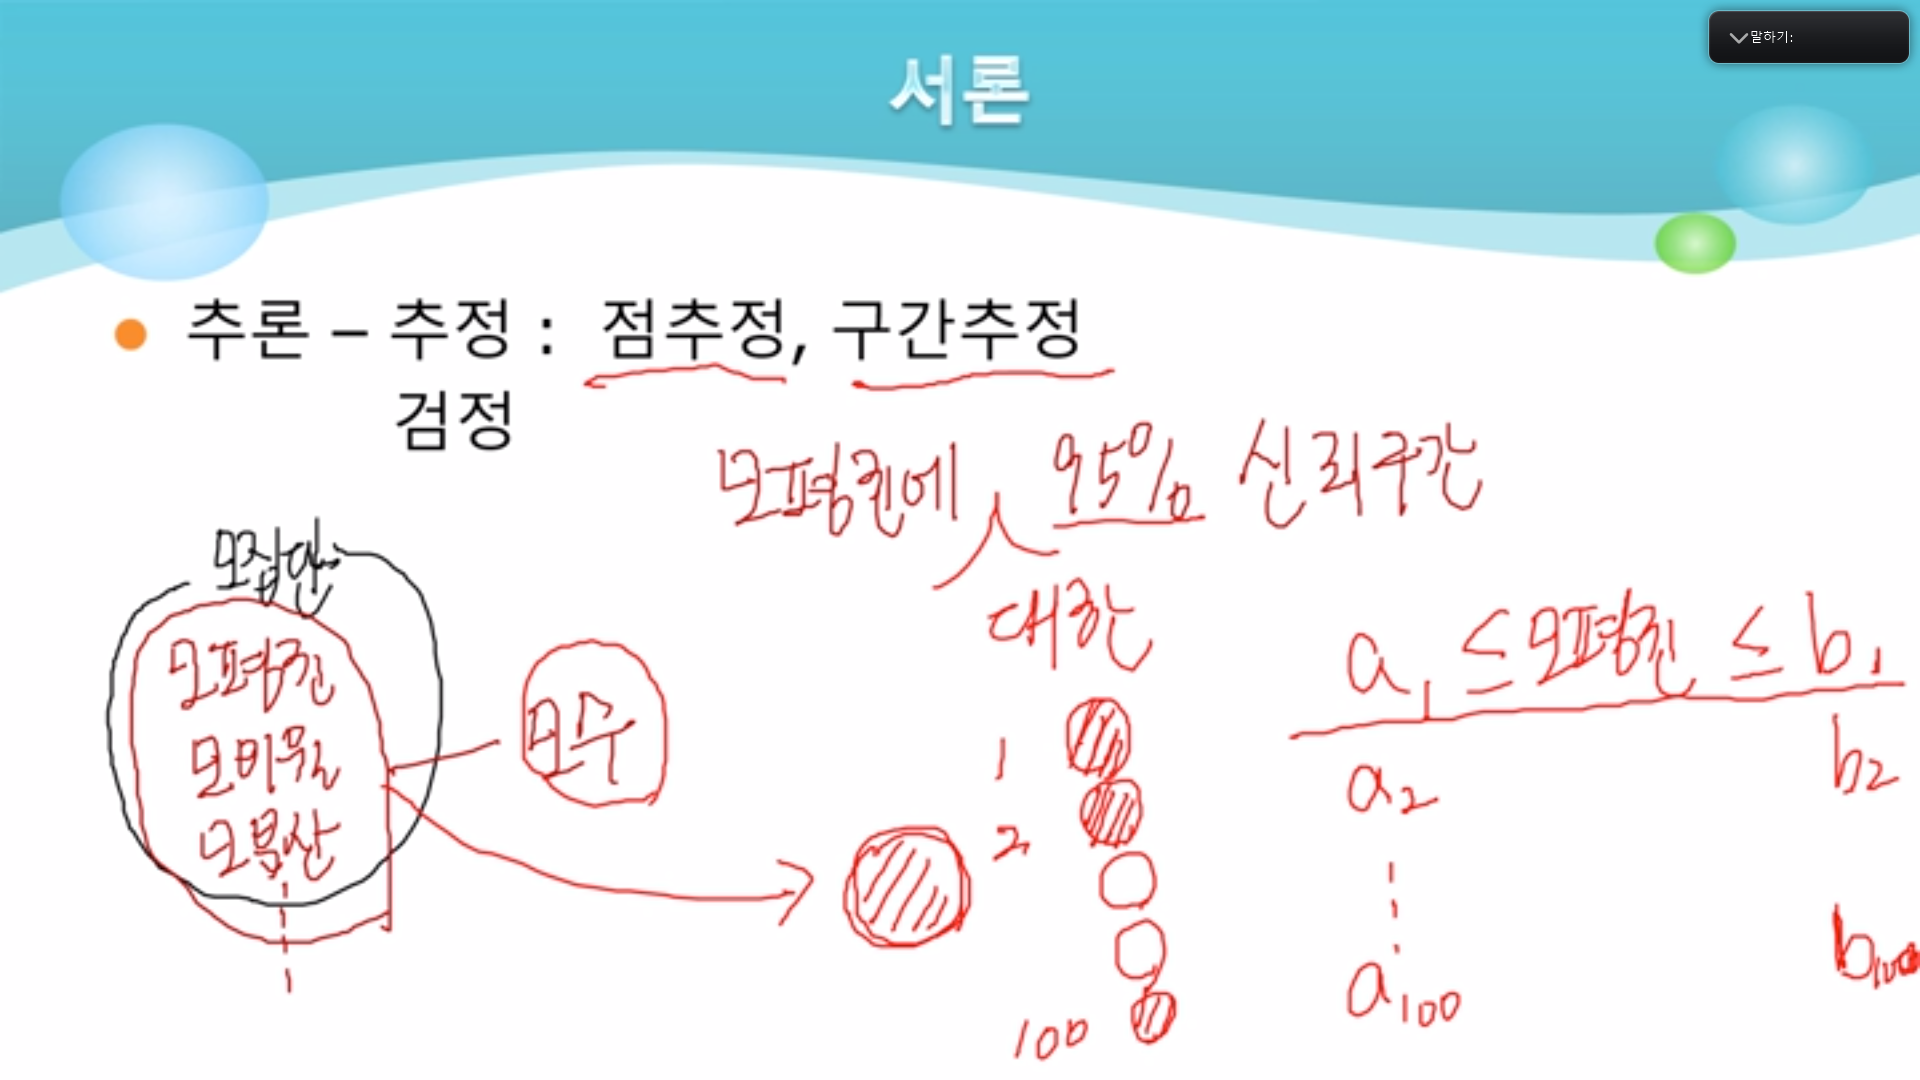 말하기:
서론
추론 – 추정 : 점추정, 구간추정
검정
모평균에 95% 신뢰구간
대한
모집단
모평균
모비율
모분산
모수
1
2
100
a₁ ≤ 모평균 ≤ b₁
a₂ b₂
a₁₀₀ b₁₀₀